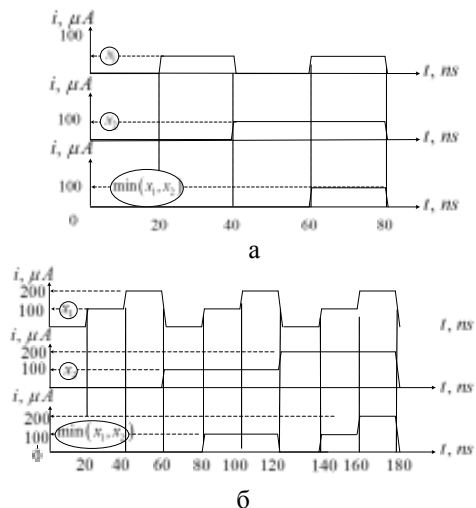 i, μA
100
x₁
t, ns
i, μA
100
x₂
t, ns
i, μA
100
min(x₁, x₂)
t, ns
0
20 40 60 80
а
i, μA
200
100
x₁
t, ns
i, μA
200
100
x₂
t, ns
i, μA
200
100
min(x₁, x₂)
t, ns
0
20 40 60 80 100 120 140 160 180
б